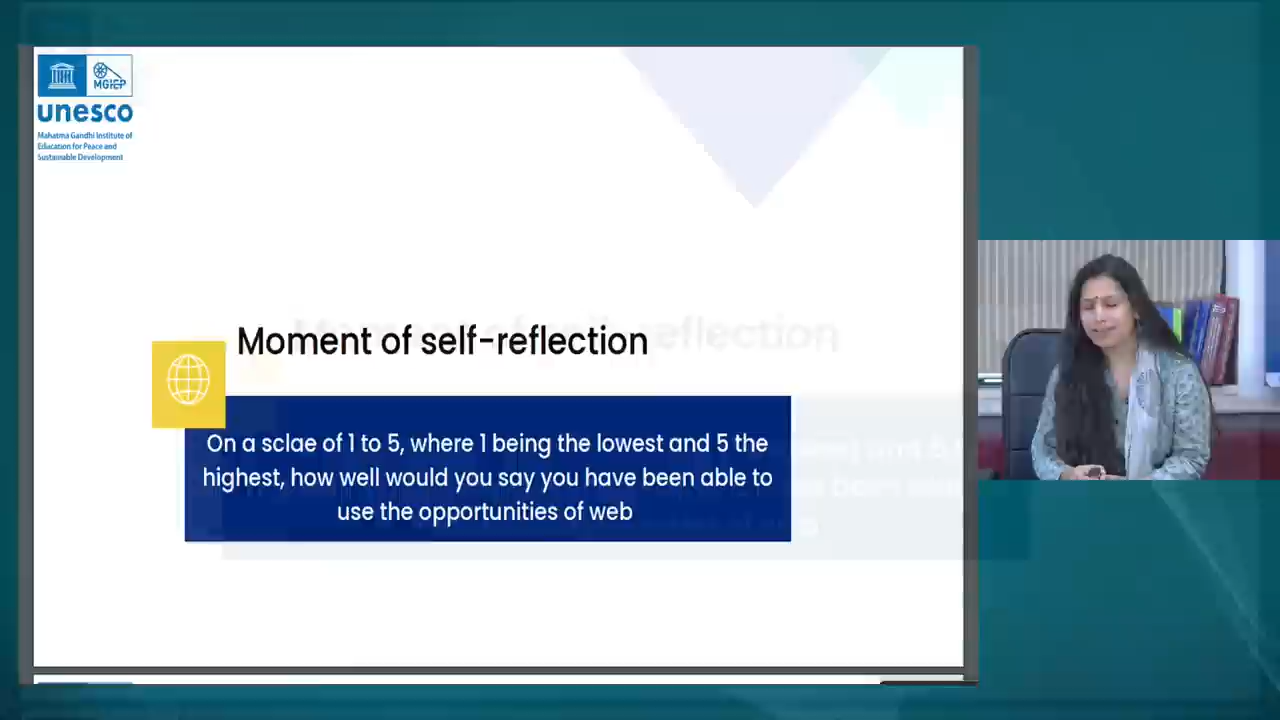 MGIEP
unesco
Mahatma Gandhi Institute of
Education for Peace and
Sustainable Development
Moment of self-reflection
On a sclae of 1 to 5, where 1 being the lowest and 5 the
highest, how well would you say you have been able to
use the opportunities of web